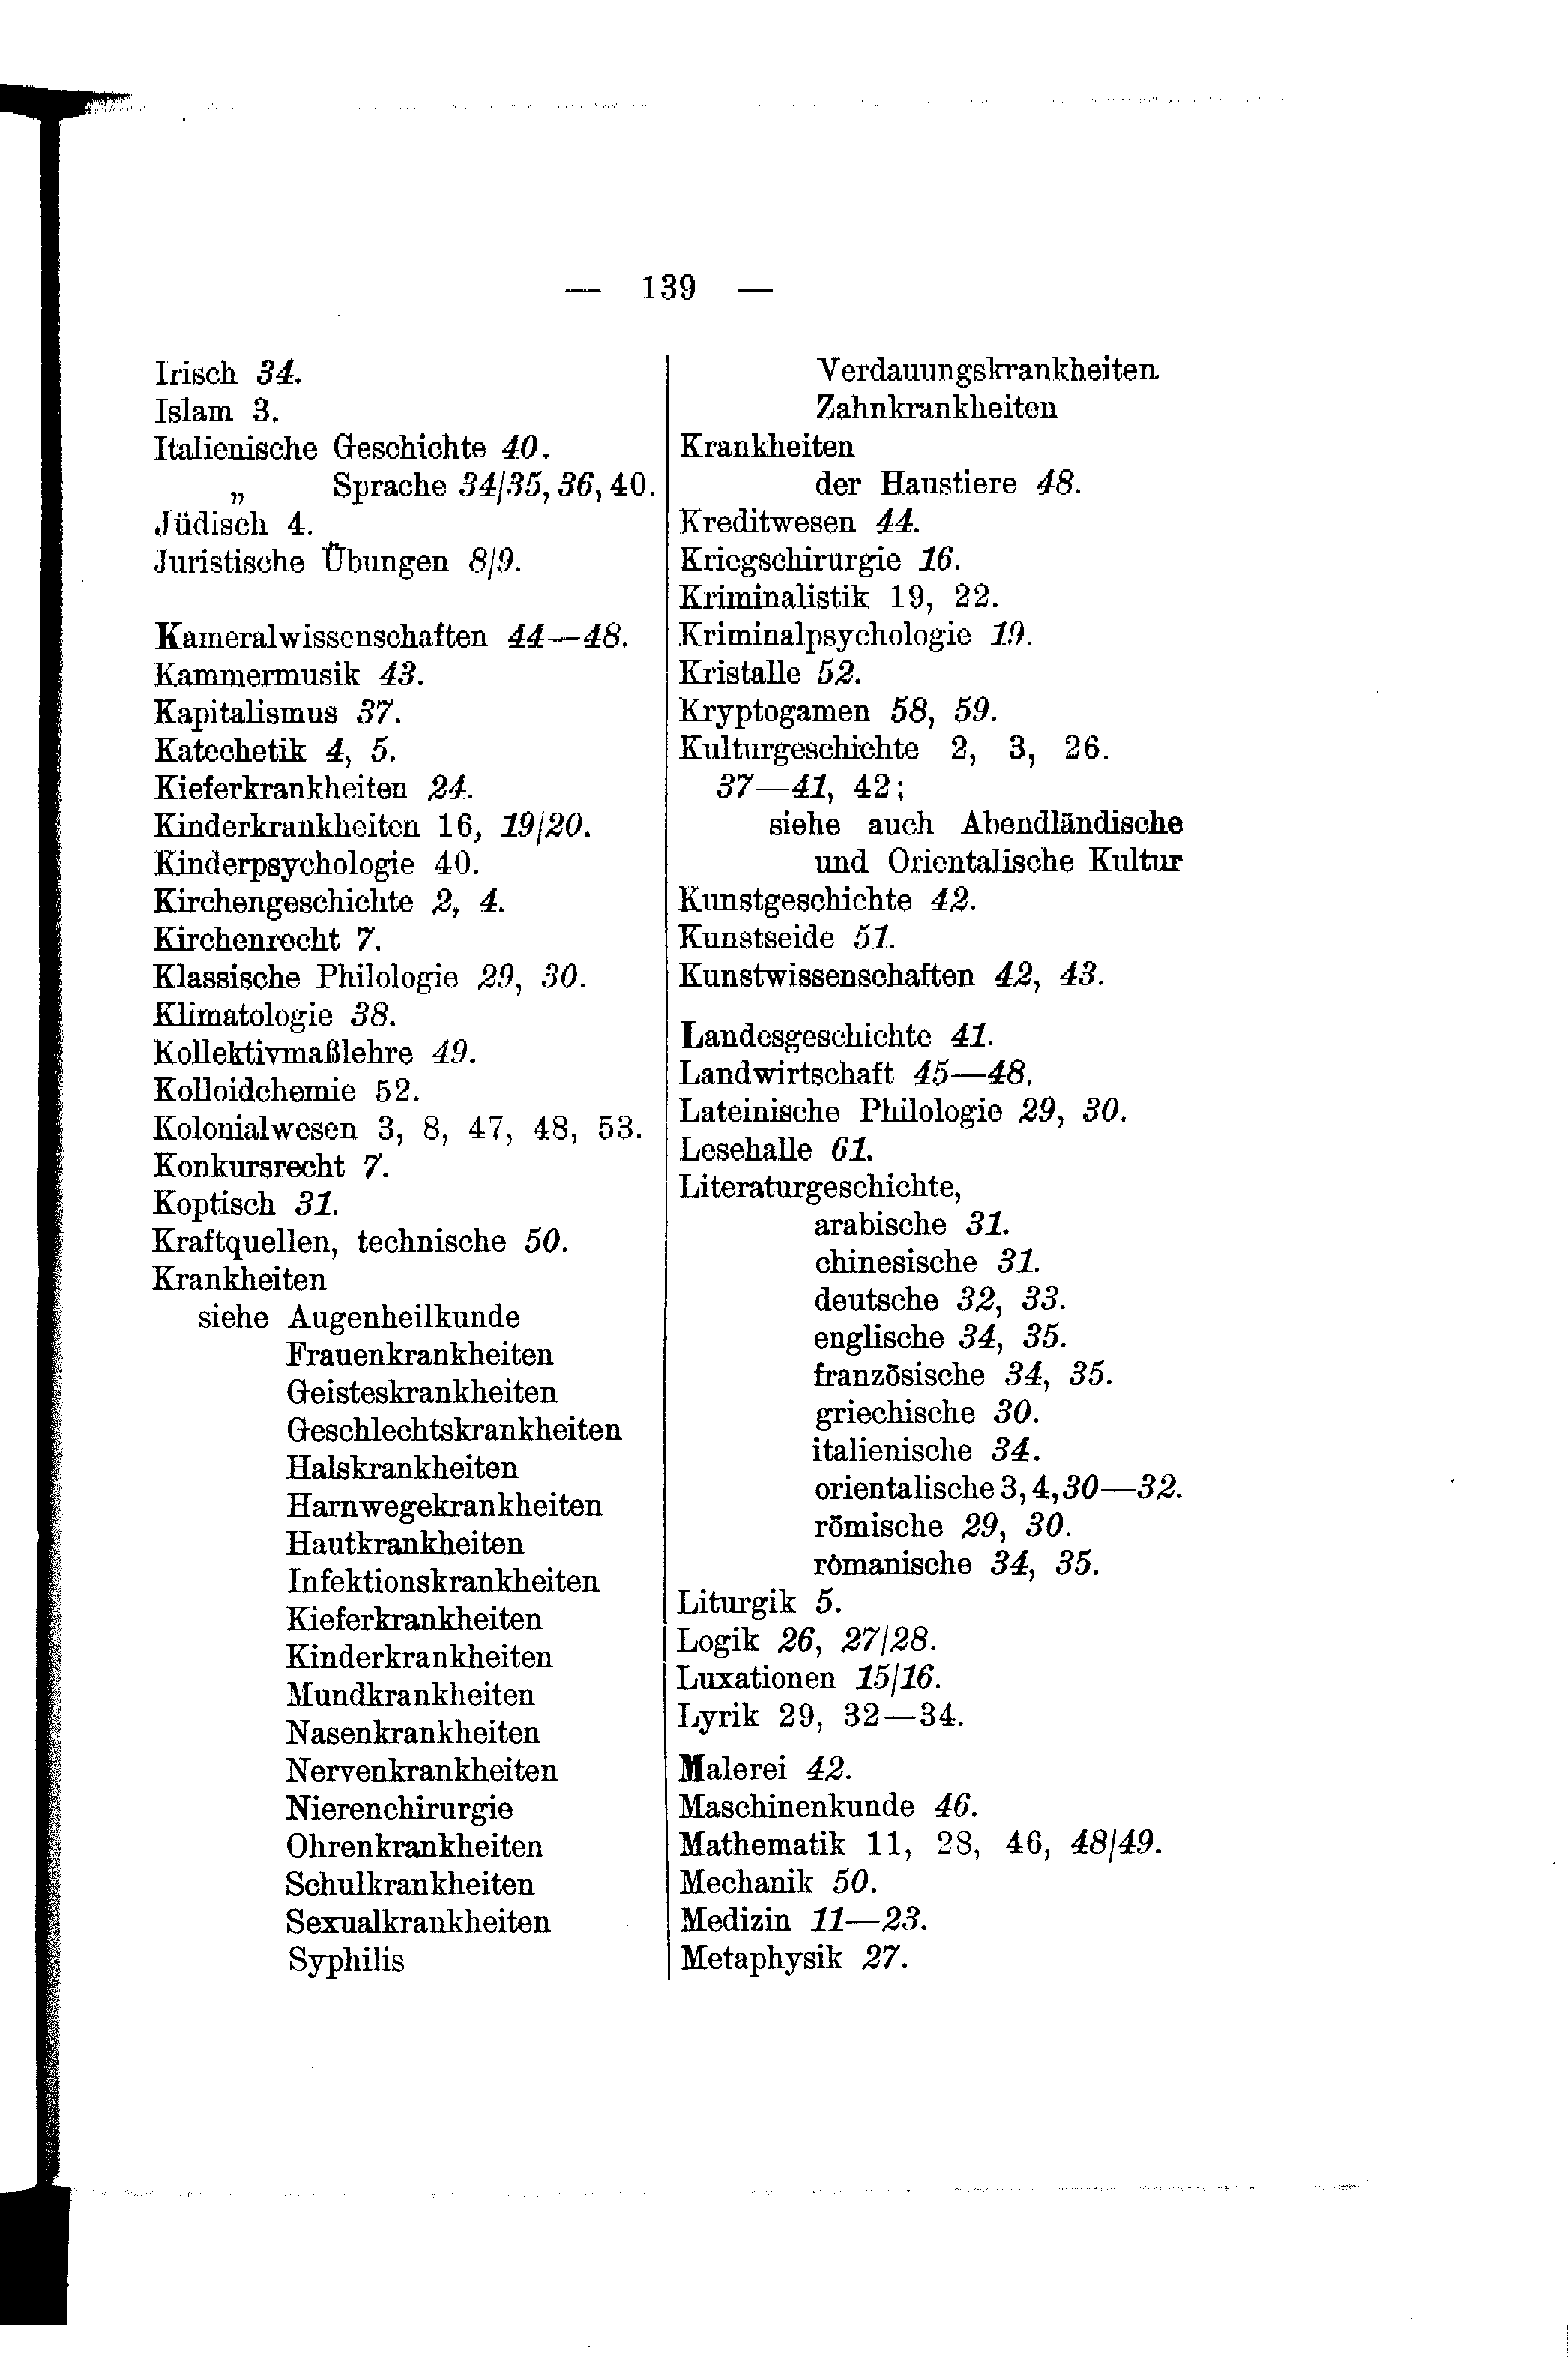 — 139 —
Irisch 34.
Islam 3.
Italienische Geschichte 40.
„ Sprache 34/35, 36, 40.
Jüdisch 4.
Juristische Übungen 8/9.
Kameralwissenschaften 44—48.
Kammermusik 43.
Kapitalismus 37.
Katechetik 4, 5.
Kieferkrankheiten 24.
Kinderkrankheiten 16, 19/20.
Kinderpsychologie 40.
Kirchengeschichte 2, 4.
Kirchenrecht 7.
Klassische Philologie 29, 30.
Klimatologie 38.
Kollektivmaßlehre 49.
Kolloidchemie 52.
Kolonialwesen 3, 8, 47, 48, 53.
Konkursrecht 7.
Koptisch 31.
Kraftquellen, technische 50.
Krankheiten
siehe Augenheilkunde
Frauenkrankheiten
Geisteskrankheiten
Geschlechtskrankheiten
Halskrankheiten
Harnwegekrankheiten
Hautkrankheiten
Infektionskrankheiten
Kieferkrankheiten
Kinderkrankheiten
Mundkrankheiten
Nasenkrankheiten
Nervenkrankheiten
Nierenchirurgie
Ohrenkrankheiten
Schulkrankheiten
Sexualkrankheiten
Syphilis
Verdauungskrankheiten
Zahnkrankheiten
Krankheiten
der Haustiere 48.
Kreditwesen 44.
Kriegschirurgie 16.
Kriminalistik 19, 22.
Kriminalpsychologie 19.
Kristalle 52.
Kryptogamen 58, 59.
Kulturgeschichte 2, 3, 26.
37—41, 42;
siehe auch Abendländische
und Orientalische Kultur
Kunstgeschichte 42.
Kunstseide 51.
Kunstwissenschaften 42, 43.
Landesgeschichte 41.
Landwirtschaft 45—48.
Lateinische Philologie 29, 30.
Lesehalle 61.
Literaturgeschichte,
arabische 31.
chinesische 31.
deutsche 32, 33.
englische 34, 35.
französische 34, 35.
griechische 30.
italienische 34.
orientalische 3, 4, 30—32.
römische 29, 30.
romanische 34, 35.
Liturgik 5.
Logik 26, 27/28.
Luxationen 15/16.
Lyrik 29, 32—34.
Malerei 42.
Maschinenkunde 46.
Mathematik 11, 28, 46, 48/49.
Mechanik 50.
Medizin 11—23.
Metaphysik 27.